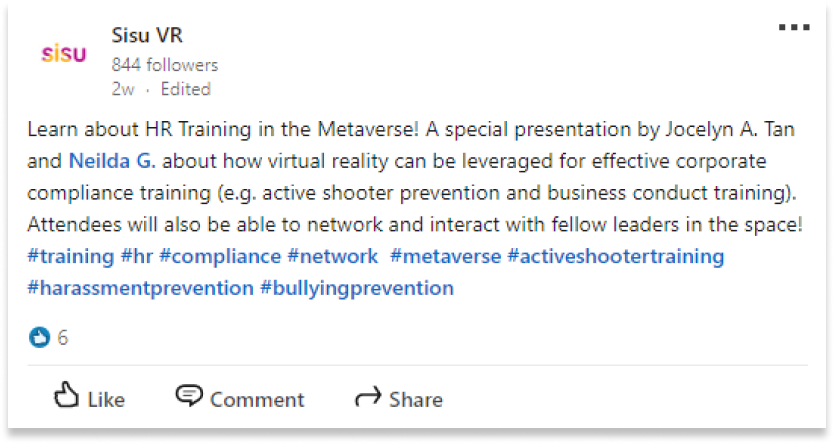 sisu
Sisu VR
844 followers
2w · Edited
Learn about HR Training in the Metaverse! A special presentation by Jocelyn A. Tan
and Neilda G. about how virtual reality can be leveraged for effective corporate
compliance training (e.g. active shooter prevention and business conduct training).
Attendees will also be able to network and interact with fellow leaders in the space!
#training #hr #compliance #network #metaverse #activeshootertraining
#harassmentprevention #bullyingprevention
6
Like Comment Share